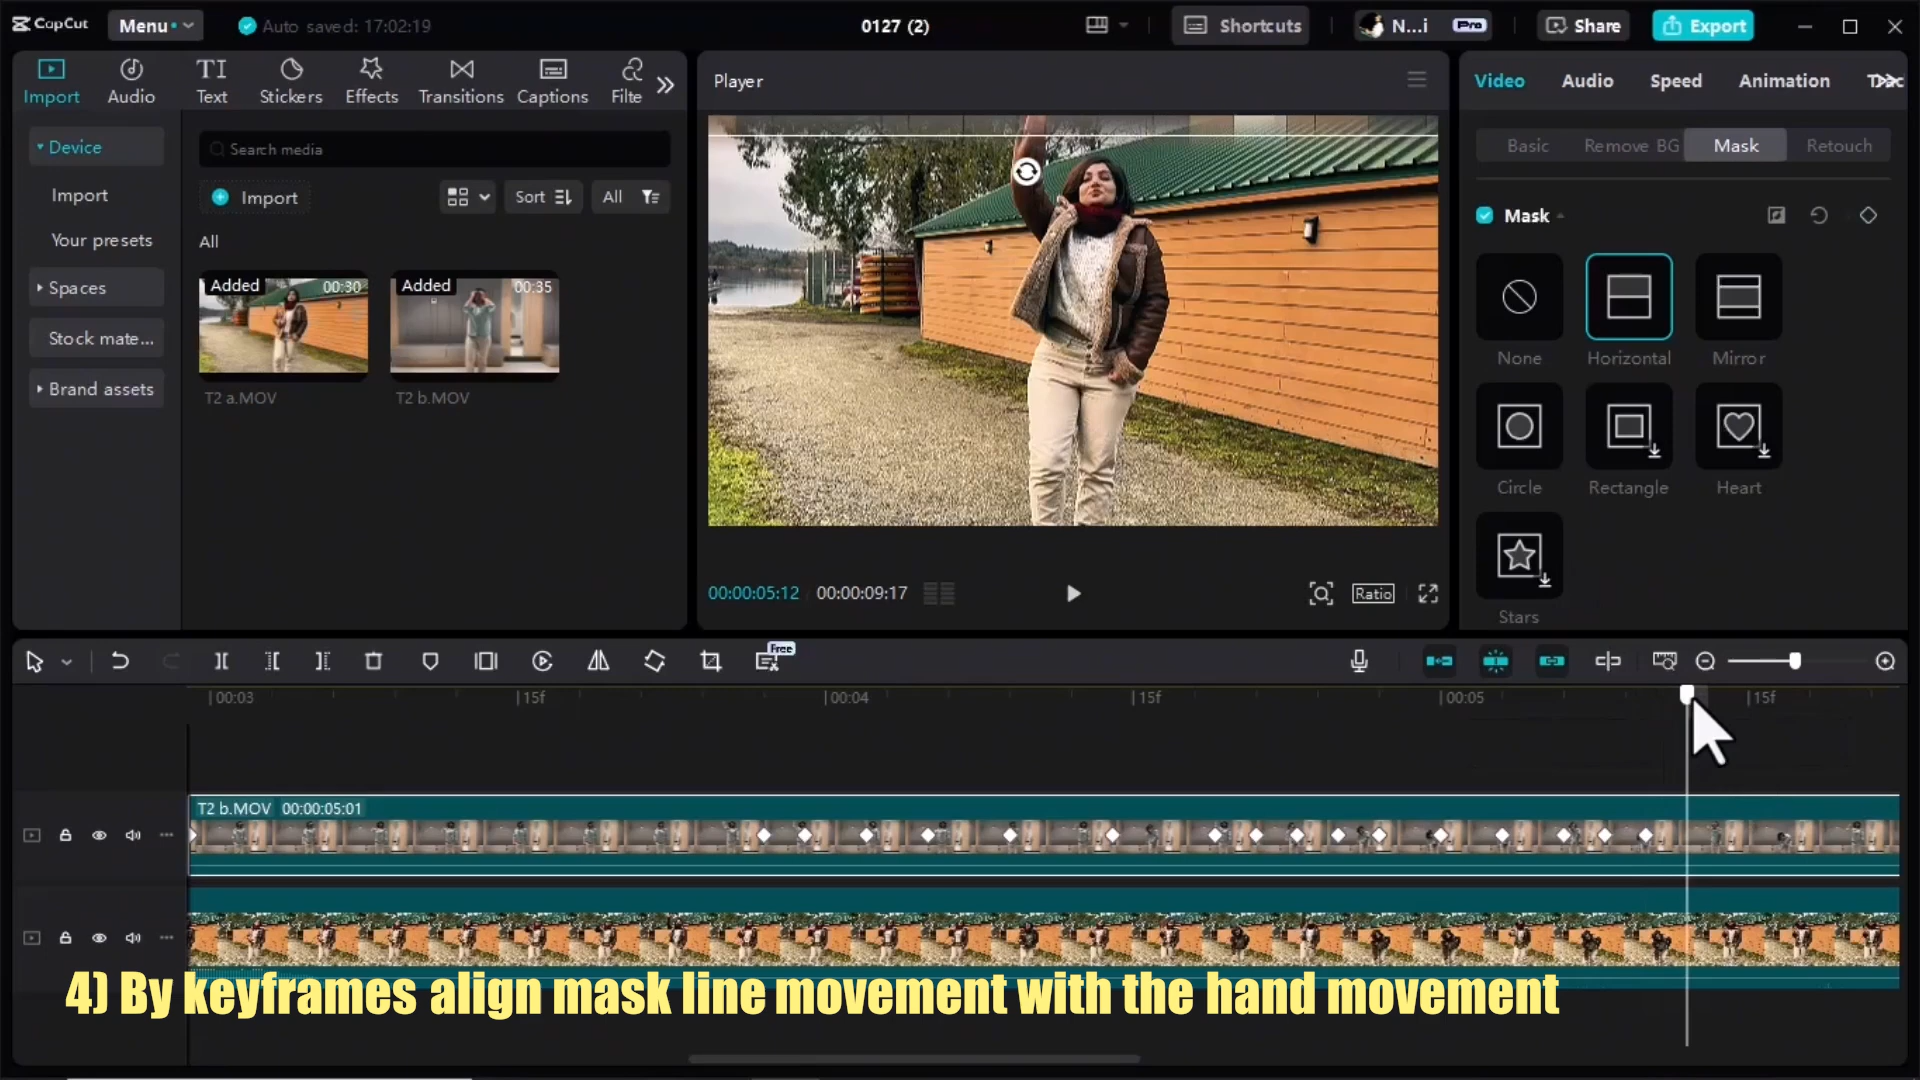 CapCut
Menu
Auto saved: 17:02:19
0127 (2)
Shortcuts
N...i
Pro
Share
Export
Import
Audio
Text
Stickers
Effects
Transitions
Captions
Filte
Device
Import
Your presets
Spaces
Stock mate...
Brand assets
Search media
Import
Sort
All
All
Added
00:30
T2 a.MOV
Added
00:35
T2 b.MOV
Player
00:00:05:12
00:00:09:17
Ratio
Video
Audio
Speed
Animation
Basic
Remove BG
Mask
Retouch
Mask
None
Horizontal
Mirror
Circle
Rectangle
Heart
Stars
Free
00:03
15f
00:04
15f
00:05
15f
T2 b.MOV 00:00:05:01
4) By keyframes align mask line movement with the hand movement